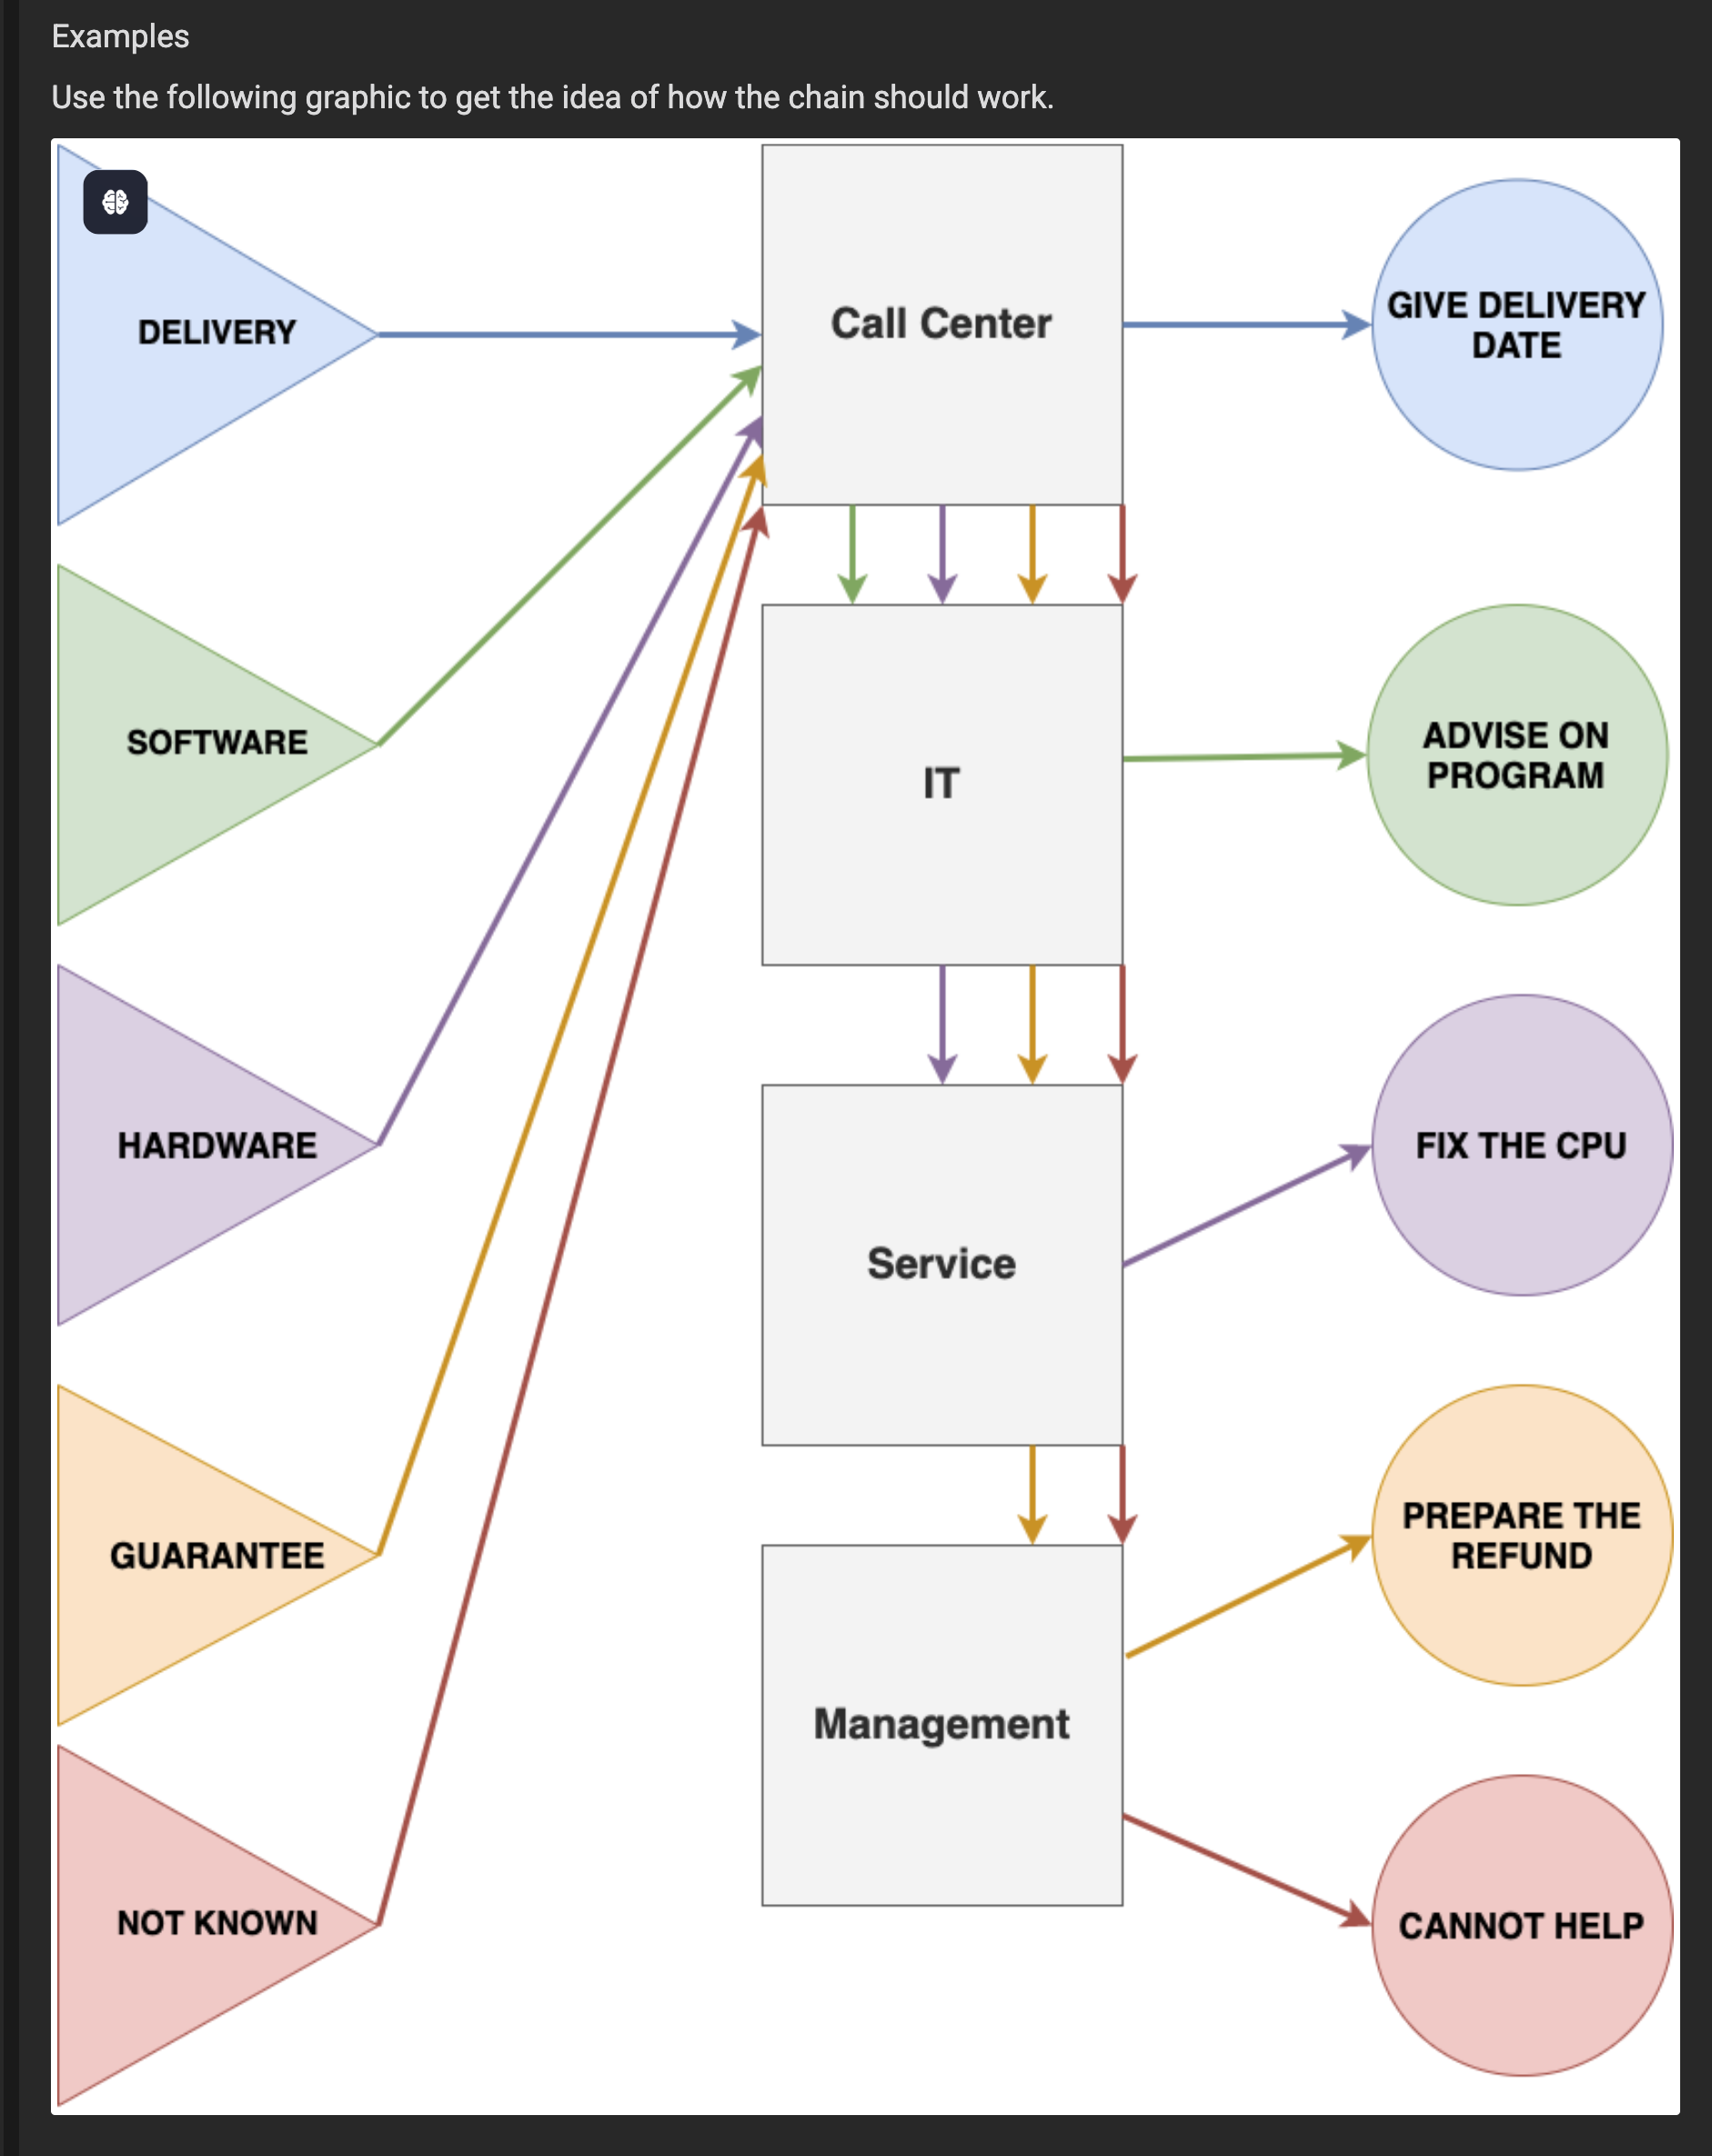 Examples
Use the following graphic to get the idea of how the chain should work.
DELIVERY
Call Center
GIVE DELIVERY
DATE
SOFTWARE
IT
ADVISE ON
PROGRAM
HARDWARE
Service
FIX THE CPU
GUARANTEE
Management
PREPARE THE
REFUND
NOT KNOWN
CANNOT HELP